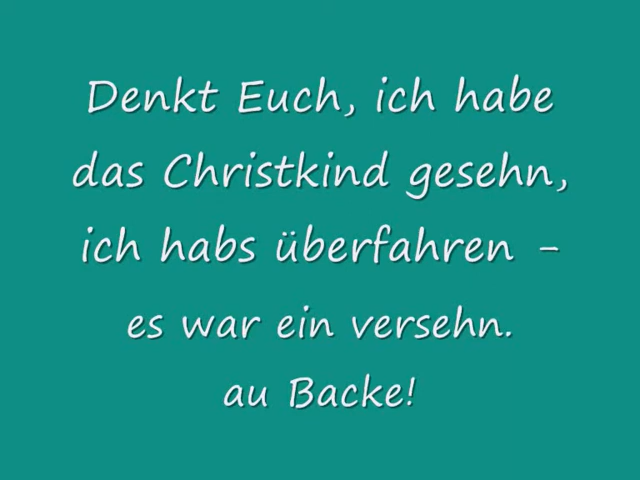 Denkt Euch, ich habe
das Christkind gesehn,
ich habs überfahren -
es war ein versehn.
au Backe!